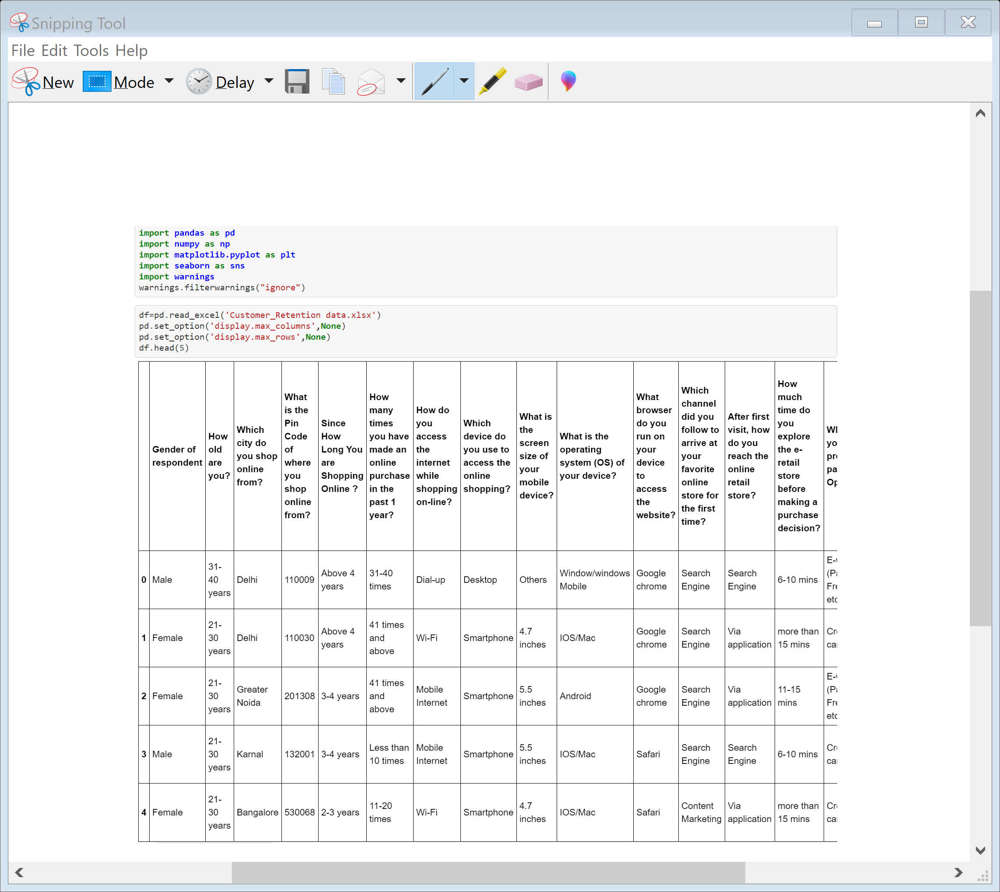 Snipping Tool
File Edit Tools Help
New Mode Delay
import pandas as pd
import numpy as np
import matplotlib.pyplot as plt
import seaborn as sns
import warnings
warnings.filterwarnings("ignore")
df=pd.read_excel('Customer_Retention data.xlsx')
pd.set_option('display.max_columns',None)
pd.set_option('display.max_rows',None)
df.head(5)
Gender of
respondent
How
old
are
you?
Which
city do
you shop
online
from?
What
is the
Pin
Code
of
where
you
shop
online
from?
Since
How
Long You
are
Shopping
Online ?
How
many
times
you have
made an
online
purchase
in the
past 1
year?
How do
you
access
the
internet
while
shopping
on-line?
Which
device do
you use to
access the
online
shopping?
What is
the
screen
size of
your
mobile
device?
What is the
operating
system (OS) of
your device?
What
browser
do you
run on
your
device
to
access
the
website?
Which
channel
did you
follow to
arrive at
your
favorite
online
store for
the first
time?
After first
visit, how
do you
reach the
online
retail
store?
How
much
time do
you
explore
the e-
retail
store
before
making a
purchase
decision?
0
Male
31-
40
years
Delhi
110009
Above 4
years
31-40
times
Dial-up
Desktop
Others
Window/windows
Mobile
Google
chrome
Search
Engine
Search
Engine
6-10 mins
1
Female
21-
30
years
Delhi
110030
Above 4
years
41 times
and
above
Wi-Fi
Smartphone
4.7
inches
IOS/Mac
Google
chrome
Search
Engine
Via
application
more than
15 mins
2
Female
21-
30
years
Greater
Noida
201308
3-4 years
41 times
and
above
Mobile
Internet
Smartphone
5.5
inches
Android
Google
chrome
Search
Engine
Via
application
11-15
mins
3
Male
21-
30
years
Karnal
132001
3-4 years
Less than
10 times
Mobile
Internet
Smartphone
5.5
inches
IOS/Mac
Safari
Search
Engine
Search
Engine
6-10 mins
4
Female
21-
30
years
Bangalore
530068
2-3 years
11-20
times
Wi-Fi
Smartphone
4.7
inches
IOS/Mac
Safari
Content
Marketing
Via
application
more than
15 mins